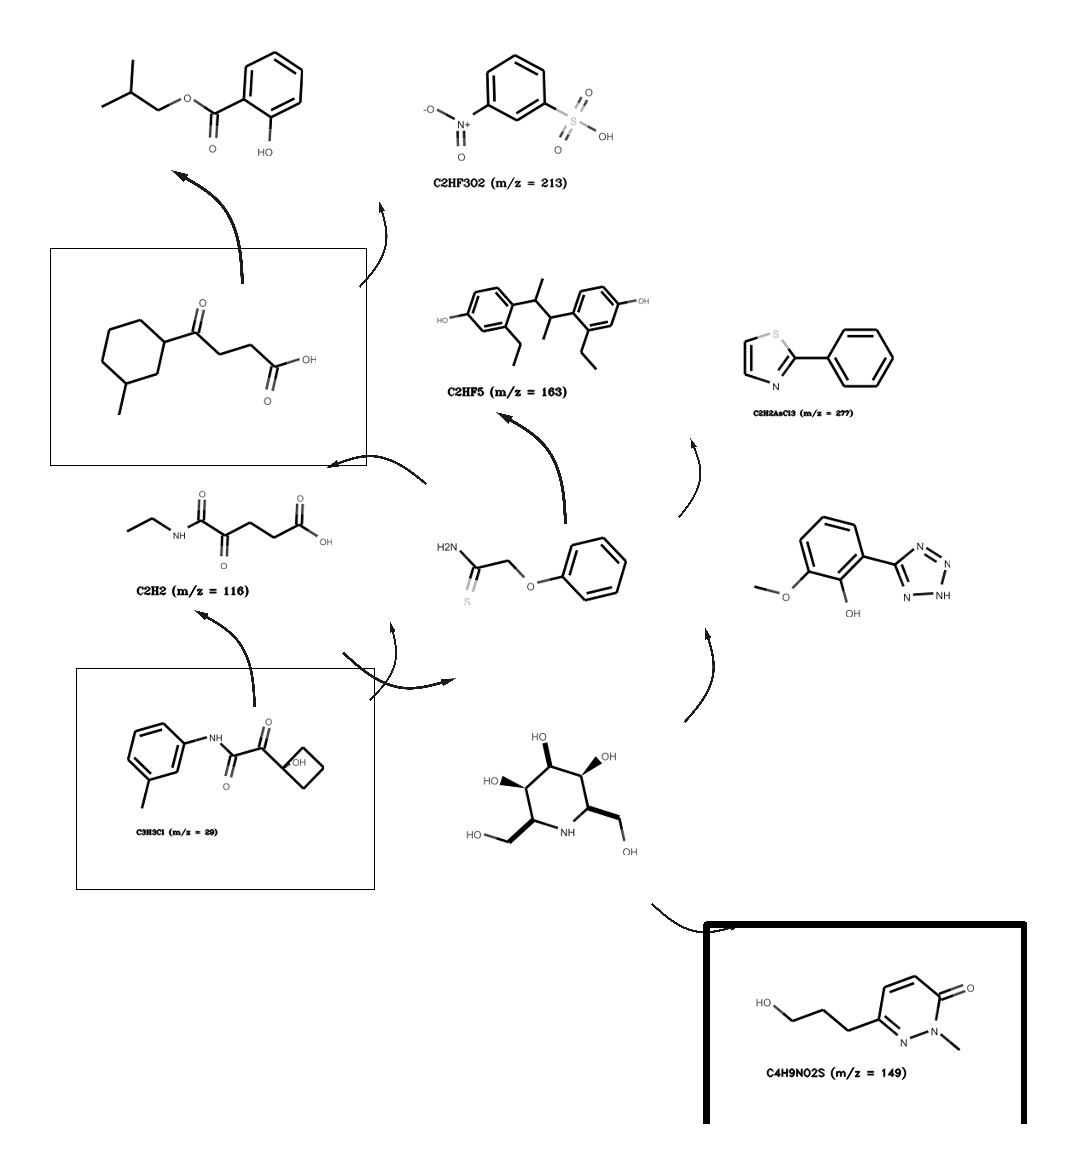 O
O
HO
-O
N+
O
S
O
O
OH
C2HF3O2 (m/z = 213)
O
O
OH
HO
OH
C2HF5 (m/z = 163)
S
N
C2H2AsCl3 (m/z = 277)
O
NH
O
O
OH
C2H2 (m/z = 116)
H2N
S
O
O
OH
N
N
NH
N
NH
O
O
OH
C3H3Cl (m/z = 29)
HO
OH
HO
HO
NH
OH
HO
O
N
N
C4H9NO2S (m/z = 149)